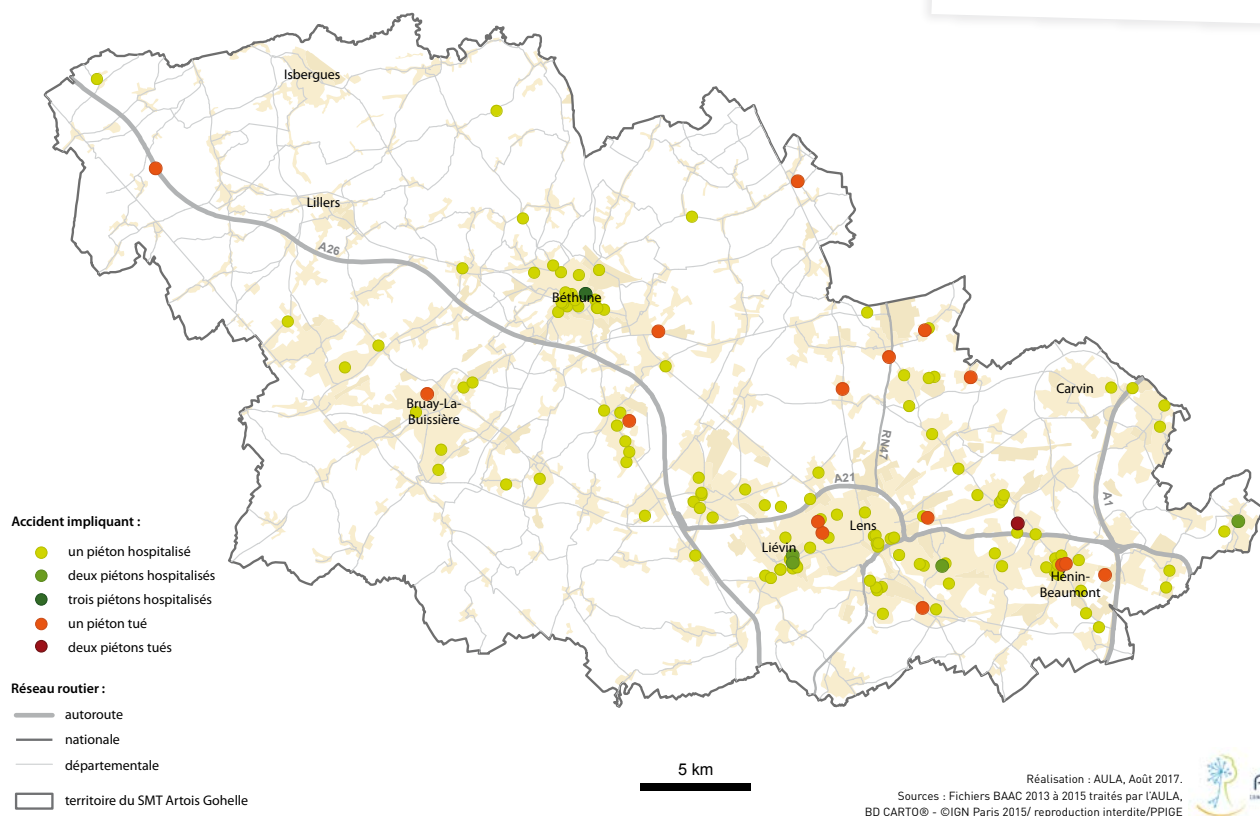 Isbergues
Lillers
A26
Béthune
Bruay-La-
Buissière
Carvin
RN47
A21
A1
Lens
Liévin
Hénin-
Beaumont
Accident impliquant :
un piéton hospitalisé
deux piétons hospitalisés
trois piétons hospitalisés
un piéton tué
deux piétons tués
Réseau routier :
autoroute
nationale
départementale
territoire du SMT Artois Gohelle
5 km
Réalisation : AULA, Août 2017.
Sources : Fichiers BAAC 2013 à 2015 traités par l'AULA,
BD CARTO® - ©IGN Paris 2015/ reproduction interdite/PPIGE